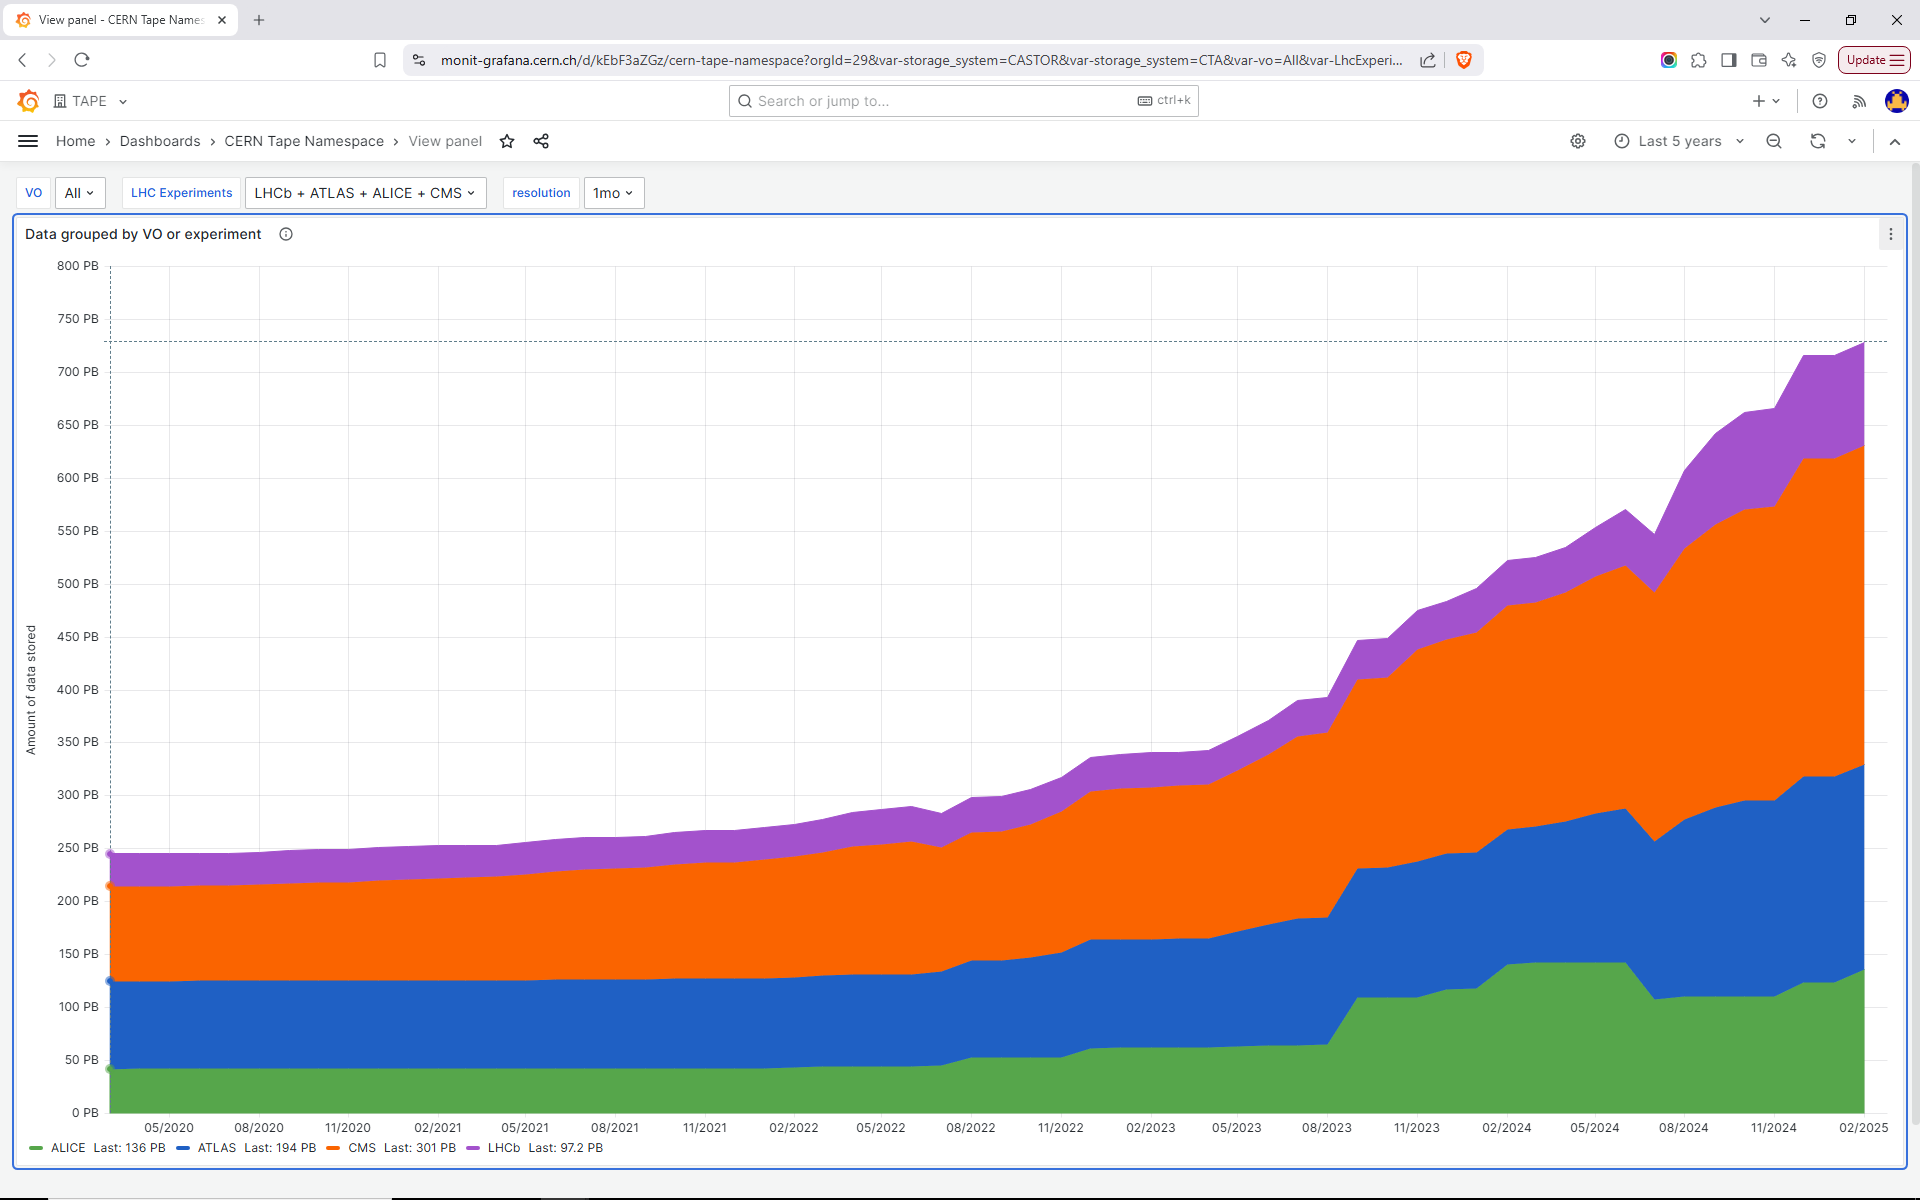 View panel - CERN Tape Names
monit-grafana.cern.ch/d/kEbF3aZGz/cern-tape-namespace?orgId=29&var-storage_system=CASTOR&var-storage_system=CTA&var-vo=All&var-LhcExperi...
Update
TAPE
Search or jump to...
ctrl+k
Home › Dashboards › CERN Tape Namespace › View panel
Last 5 years
VO All LHC Experiments LHCb + ATLAS + ALICE + CMS resolution 1mo
Data grouped by VO or experiment
800 PB
750 PB
700 PB
650 PB
600 PB
550 PB
500 PB
450 PB
400 PB
350 PB
300 PB
250 PB
200 PB
150 PB
100 PB
50 PB
0 PB
Amount of data stored
05/2020 08/2020 11/2020 02/2021 05/2021 08/2021 11/2021 02/2022 05/2022 08/2022 11/2022 02/2023 05/2023 08/2023 11/2023 02/2024 05/2024 08/2024 11/2024 02/2025
ALICE Last: 136 PB ATLAS Last: 194 PB CMS Last: 301 PB LHCb Last: 97.2 PB